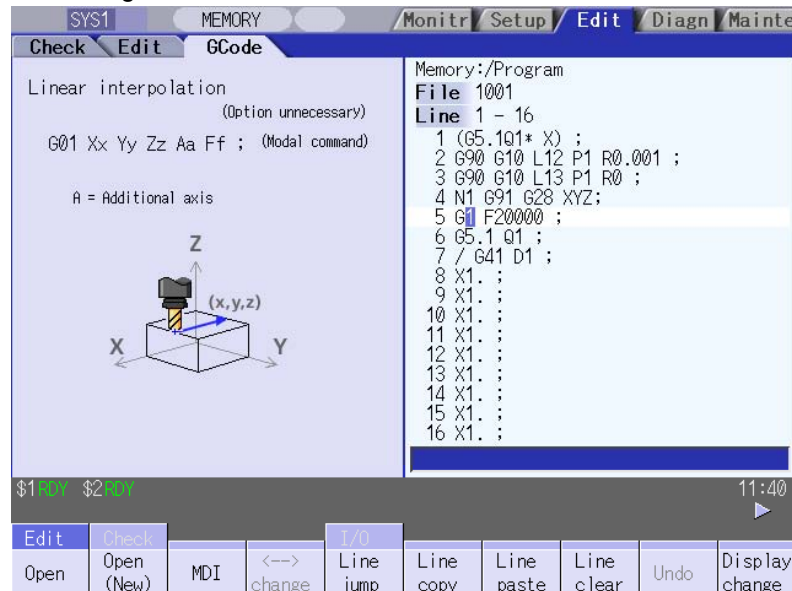 SYS1 MEMORY Monitr Setup Edit Diagn Mainte
Check Edit GCode
Linear interpolation
(Option unnecessary)
G01 Xx Yy Zz Aa Ff ; (Modal command)
A = Additional axis
Z
(x,y,z)
X
Y
Memory:/Program
File 1001
Line 1 - 16
1 (G5.1Q1* X) ;
2 G90 G10 L12 P1 R0.001 ;
3 G90 G10 L13 P1 R0 ;
4 N1 G91 G28 XYZ;
5 G1 F20000 ;
6 G5.1 Q1 ;
7 / G41 D1 ;
8 X1. ;
9 X1. ;
10 X1. ;
11 X1. ;
12 X1. ;
13 X1. ;
14 X1. ;
15 X1. ;
16 X1. ;
$1RDY $2RDY 11:40
Edit Check I/O
Open Open (New) MDI <--> change Line jump Line copy Line paste Line clear Undo Display change